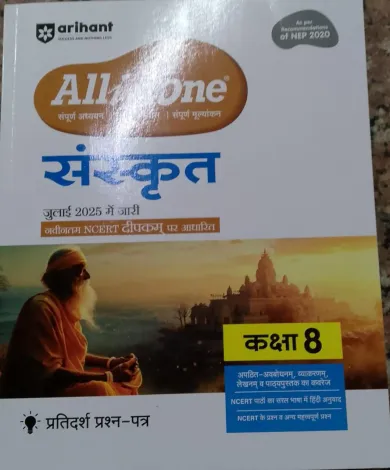 arihant
As per
Recommendations
of NEP 2020
All One®
संपूर्ण अध्ययन | | संपूर्ण मूल्यांकन
संस्कृत
जुलाई 2025 में जारी
नवीनतम NCERT दीपकम् पर आधारित
कक्षा 8
अपठित-अवबोधनम्, व्याकरणम्,
लेखनम् व पाठ्यपुस्तक का कवरेज
NCERT पाठों का सरल भाषा में हिंदी अनुवाद
NCERT के प्रश्न व अन्य महत्त्वपूर्ण प्रश्न
प्रतिदर्श प्रश्न-पत्र